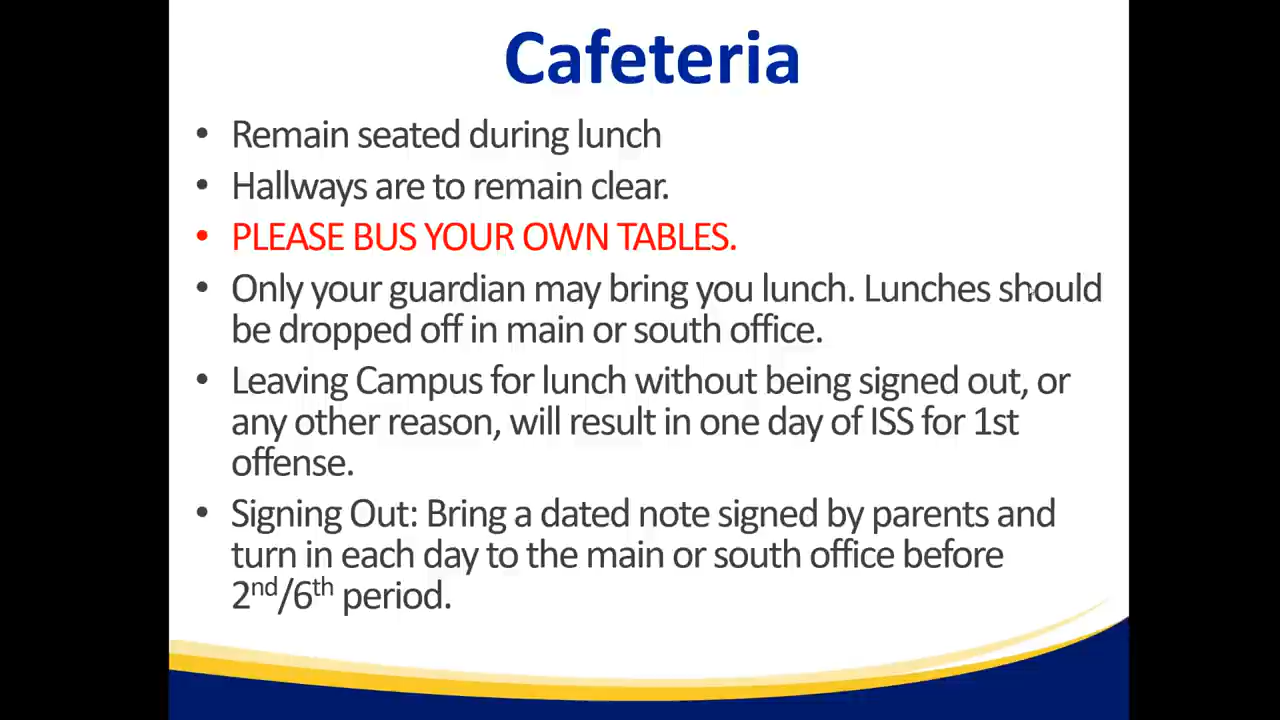 Cafeteria
• Remain seated during lunch
• Hallways are to remain clear.
• PLEASE BUS YOUR OWN TABLES.
• Only your guardian may bring you lunch. Lunches should
be dropped off in main or south office.
• Leaving Campus for lunch without being signed out, or
any other reason, will result in one day of ISS for 1st
offense.
• Signing Out: Bring a dated note signed by parents and
turn in each day to the main or south office before
2nd/6th period.